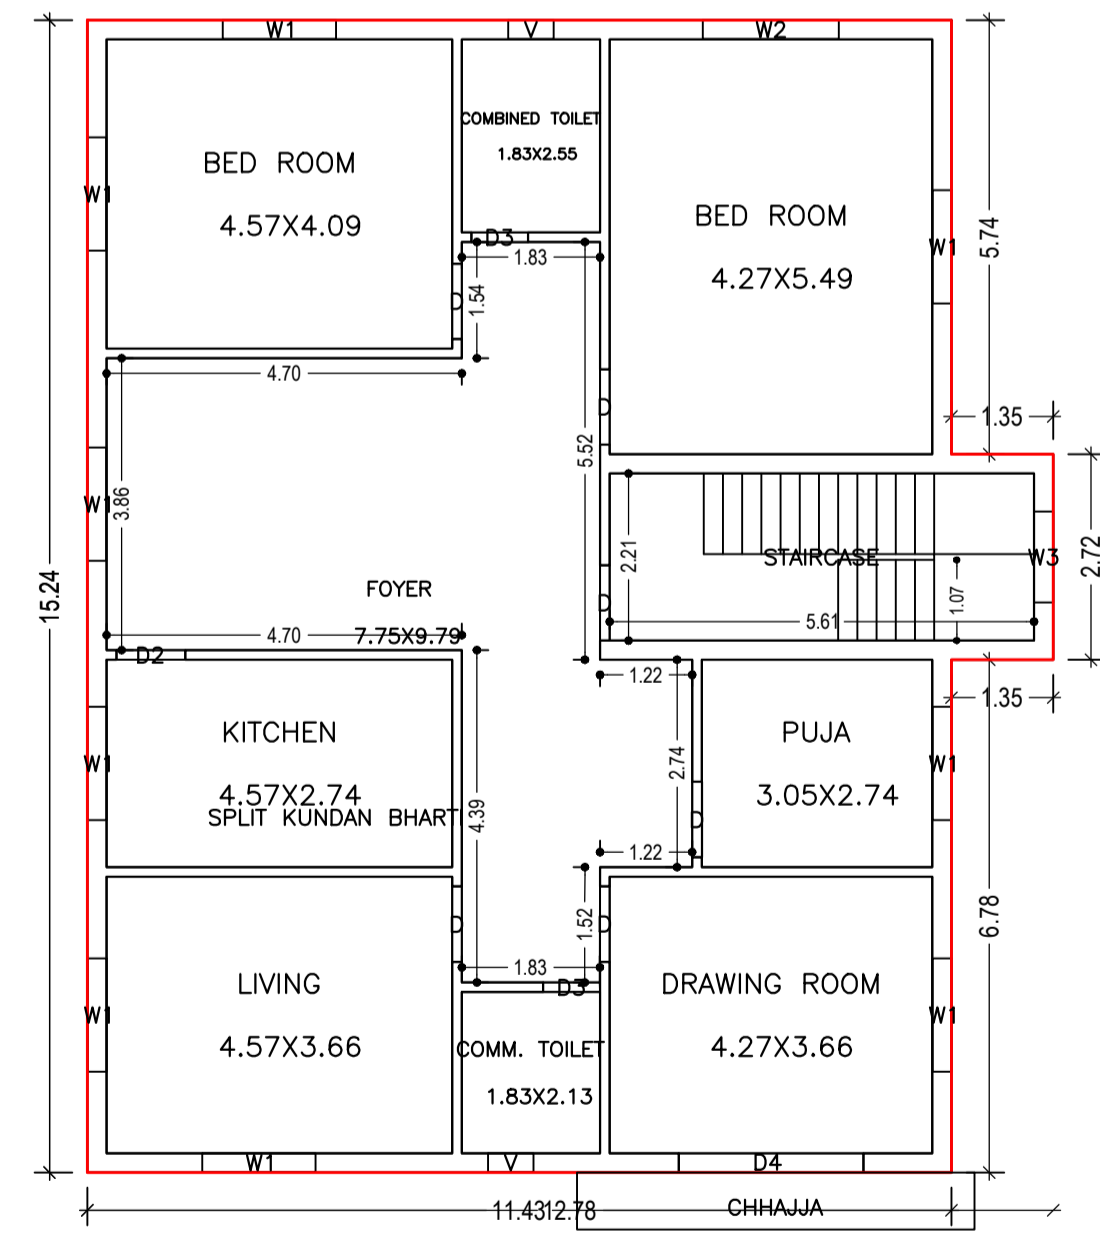 W1
V
W2
COMBINED TOILET
1.83X2.55
BED ROOM
4.57X4.09
W1
BED ROOM
4.27X5.49
W1
5.74
D3
1.83
1.54
D
4.70
D
1.35
5.52
3.86
W1
2.21
STAIRCASE
W3
2.72
15.24
FOYER
7.75X9.79
4.70
D
5.61
1.07
D2
1.22
1.35
KITCHEN
4.57X2.74
SPLIT KUNDAN BHARTI
W1
4.39
2.74
PUJA
3.05X2.74
W1
D
1.22
D
1.52
D
6.78
1.83
D3
LIVING
4.57X3.66
W1
DRAWING ROOM
4.27X3.66
W1
COMM. TOILET
1.83X2.13
W1
V
D4
11.43
12.78
CHHAJJA